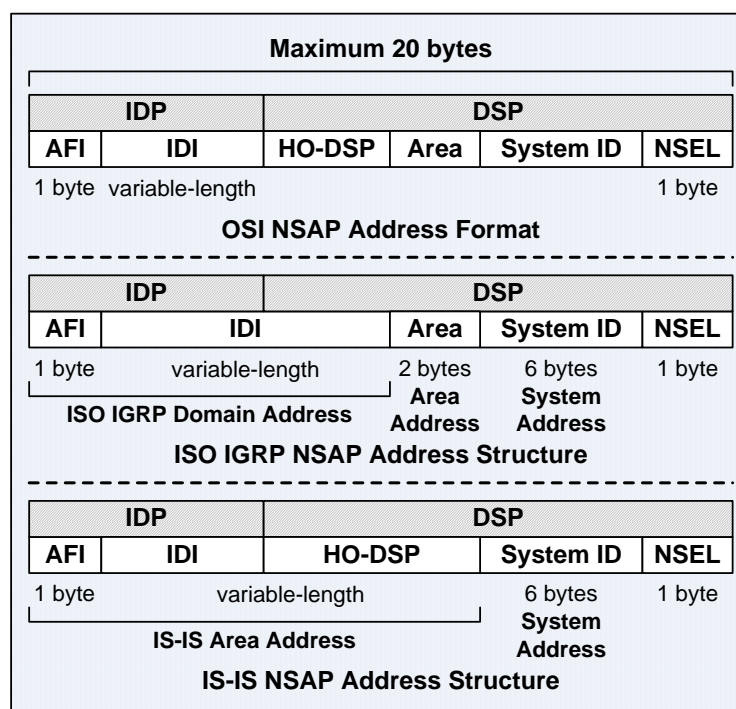 Maximum 20 bytes
IDP DSP
AFI IDI HO-DSP Area System ID NSEL
1 byte variable-length 1 byte
OSI NSAP Address Format
IDP DSP
AFI IDI Area System ID NSEL
1 byte variable-length 2 bytes 6 bytes 1 byte
ISO IGRP Domain Address Area Address System Address
ISO IGRP NSAP Address Structure
IDP DSP
AFI IDI HO-DSP System ID NSEL
1 byte variable-length 6 bytes 1 byte
IS-IS Area Address System Address
IS-IS NSAP Address Structure